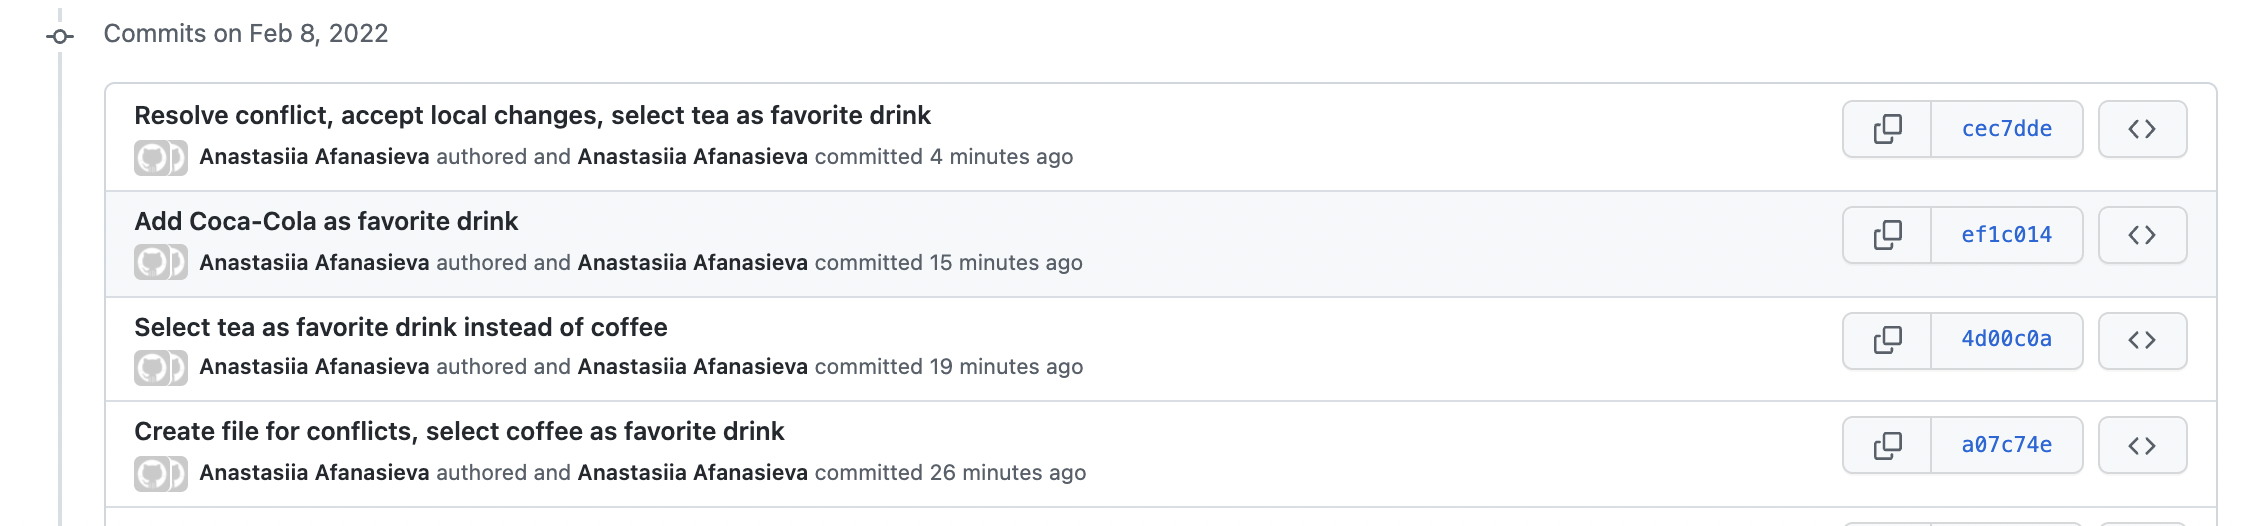 Commits on Feb 8, 2022
Resolve conflict, accept local changes, select tea as favorite drink
cec7dde
Anastasiia Afanasieva authored and Anastasiia Afanasieva committed 4 minutes ago
Add Coca-Cola as favorite drink
ef1c014
Anastasiia Afanasieva authored and Anastasiia Afanasieva committed 15 minutes ago
Select tea as favorite drink instead of coffee
4d00c0a
Anastasiia Afanasieva authored and Anastasiia Afanasieva committed 19 minutes ago
Create file for conflicts, select coffee as favorite drink
a07c74e
Anastasiia Afanasieva authored and Anastasiia Afanasieva committed 26 minutes ago